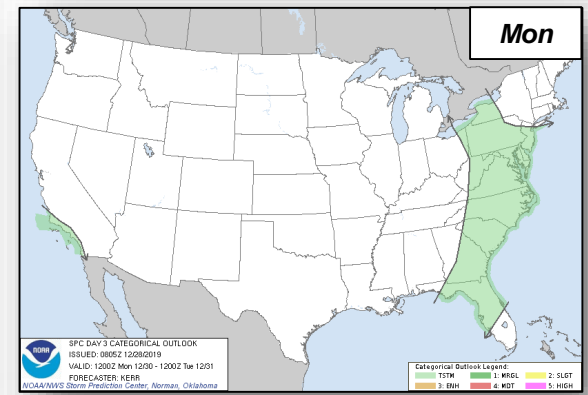 Mon
NOAA
SPC DAY 3 CATEGORICAL OUTLOOK
ISSUED: 0805Z 12/28/2019
VALID: 1200Z Mon 12/30 - 1200Z Tue 12/31
FORECASTER: KERR
NOAA/NWS Storm Prediction Center, Norman, Oklahoma
Categorical Outlook Legend:
TSTM 1: MRGL 2: SLGT
3: ENH 4: MDT 5: HIGH